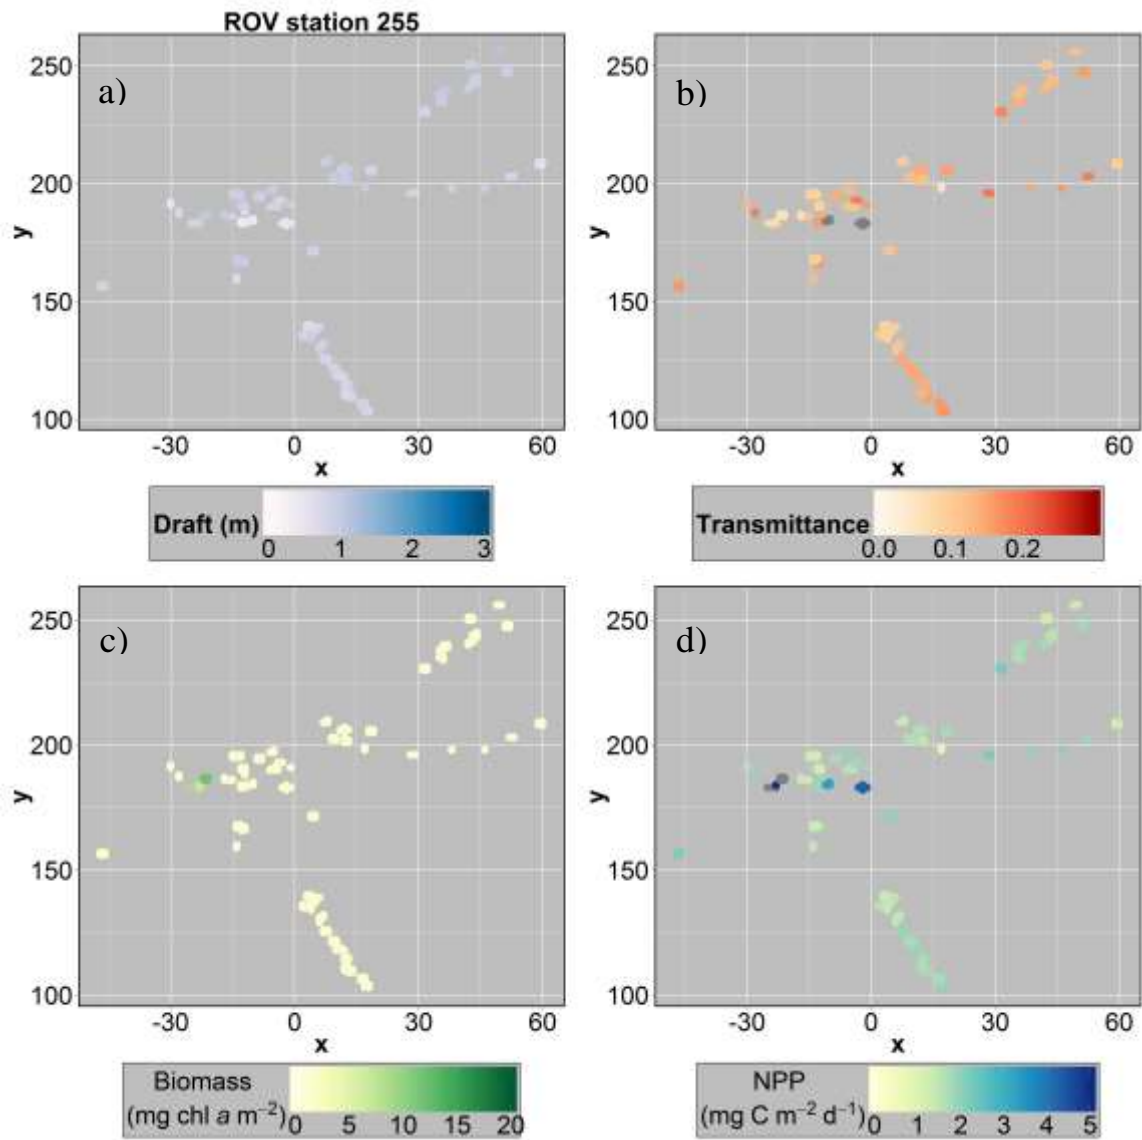 ROV station 255
a)
b)
250
200
150
100
y
-30 0 30 60
x
250
200
150
100
y
-30 0 30 60
x
Draft (m)
0 1 2 3
Transmittance
0.0 0.1 0.2
c)
d)
250
200
150
100
y
-30 0 30 60
x
250
200
150
100
y
-30 0 30 60
x
Biomass
(mg chl a m⁻²)
0 5 10 15 20
NPP
(mg C m⁻² d⁻¹)
0 1 2 3 4 5